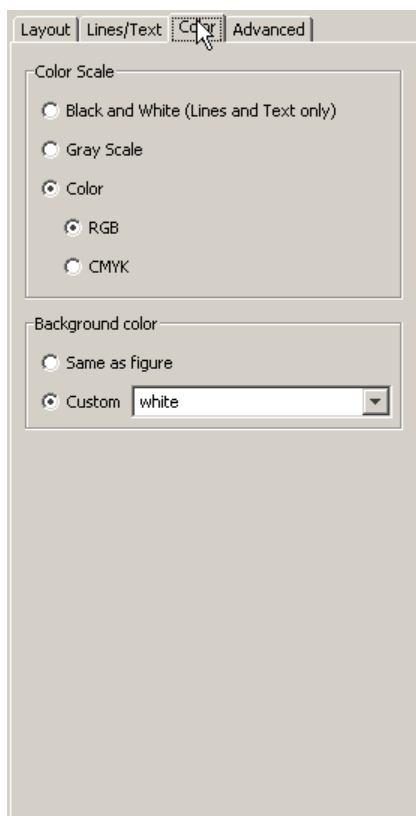 Layout Lines/Text Color Advanced
Color Scale
Black and White (Lines and Text only)
Gray Scale
Color
RGB
CMYK
Background color
Same as figure
Custom white